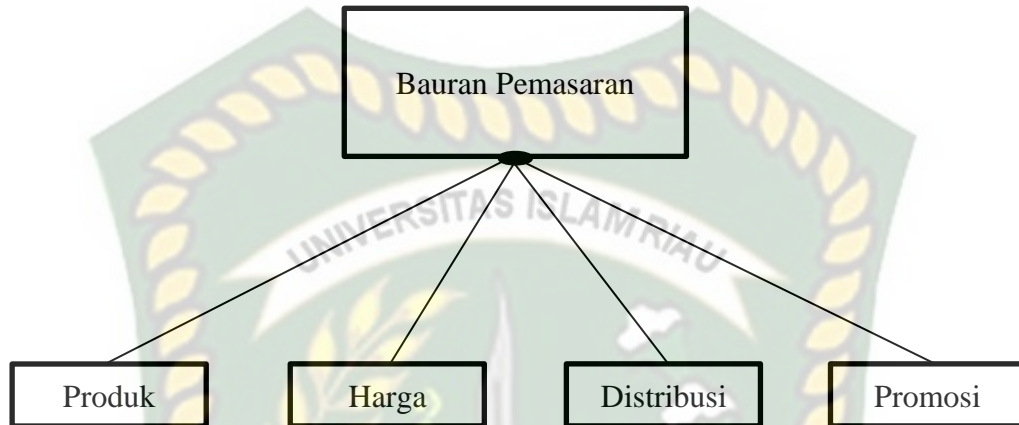 Bauran Pemasaran
UNIVERSITAS ISLAM RIAU
Produk
Harga
Distribusi
Promosi